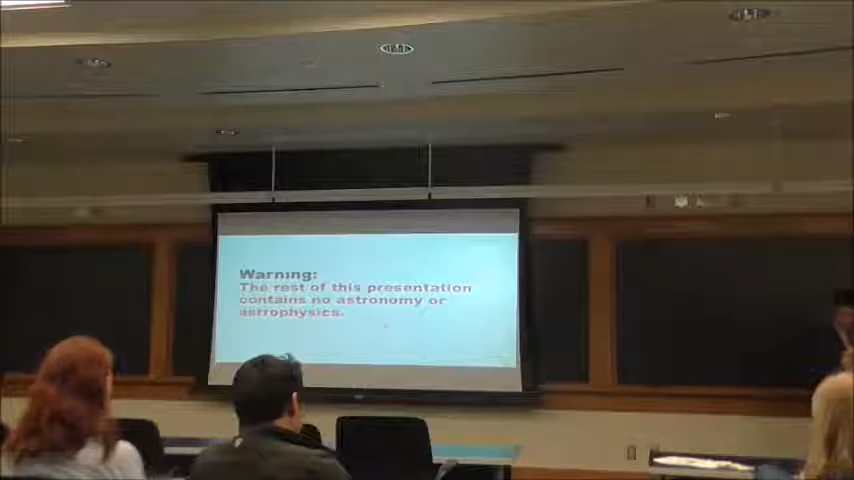 Warning:
The rest of this presentation
contains no astronomy or
astrophysics.